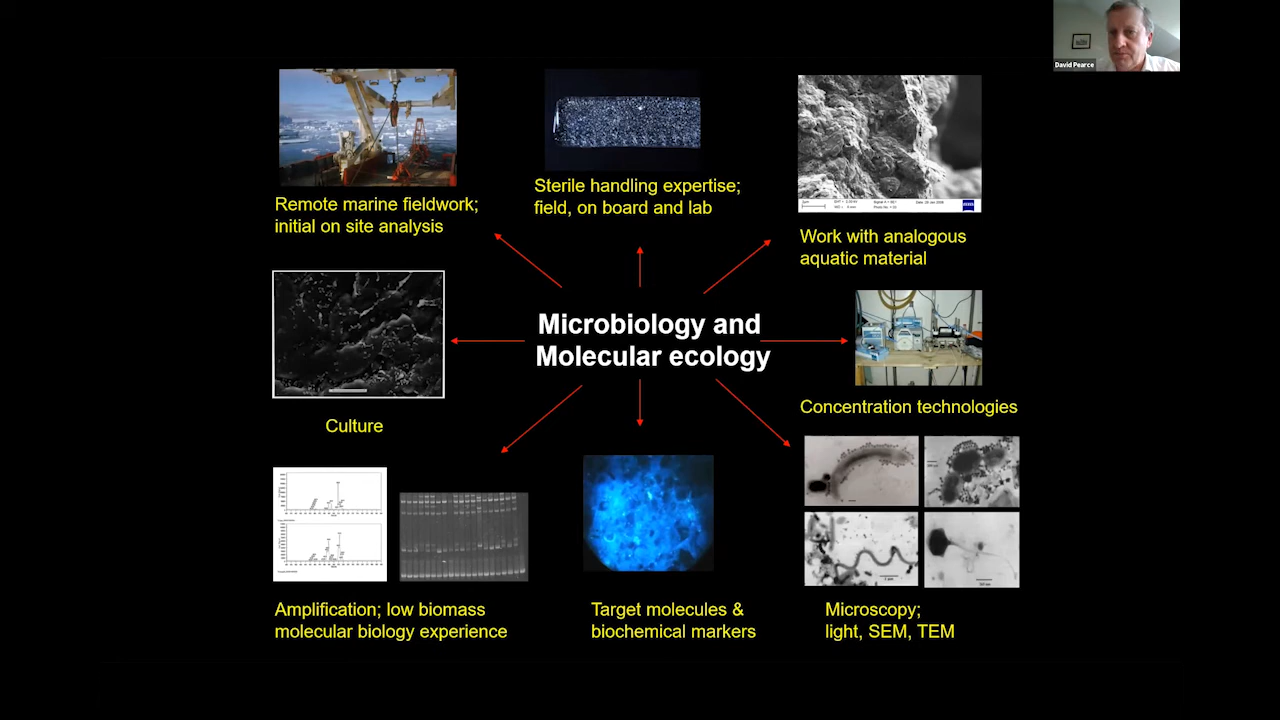 David Pearce
Remote marine fieldwork;
initial on site analysis
Sterile handling expertise;
field, on board and lab
Work with analogous
aquatic material
Microbiology and
Molecular ecology
Culture
Concentration technologies
Amplification; low biomass
molecular biology experience
Target molecules &
biochemical markers
Microscopy;
light, SEM, TEM